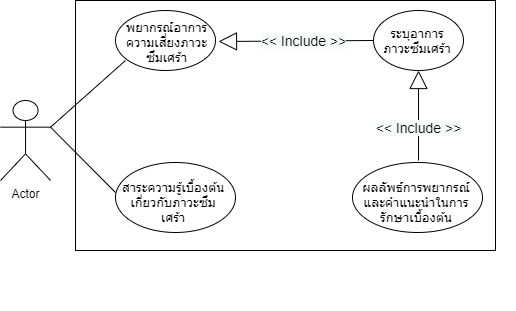 พยากรณ์อาการ
ความเสี่ยงภาวะ
ซึมเศร้า
<< Include >>
ระบุอาการ
ภาวะซึมเศร้า
<< Include >>
Actor
สาระความรู้เบื้องต้น
เกี่ยวกับภาวะซึม
เศร้า
ผลลัพธ์การพยากรณ์
และคำแนะนำในการ
รักษาเบื้องต้น